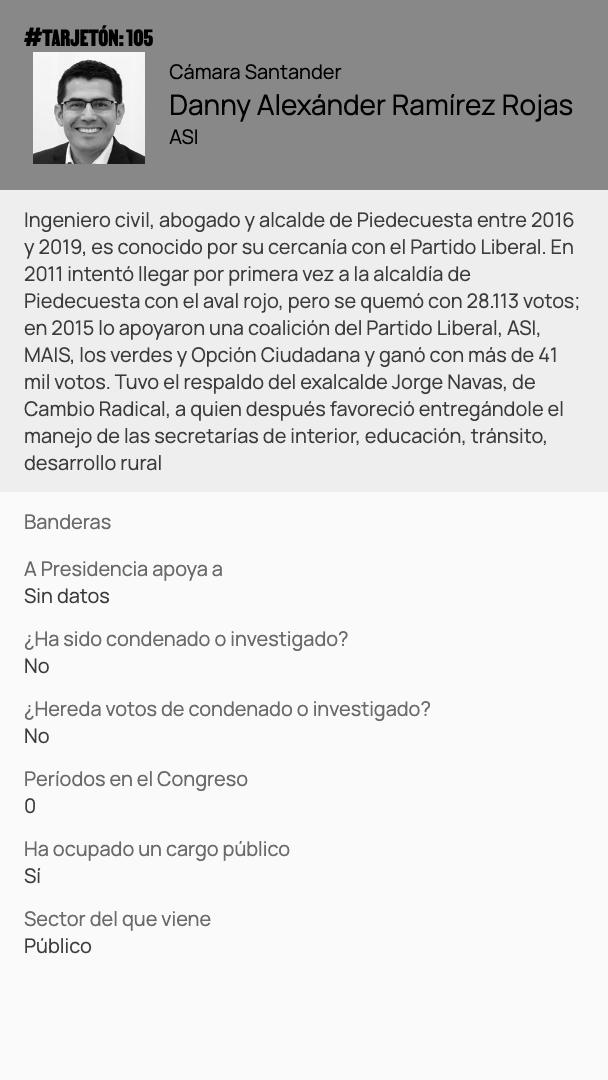 #TARJETÓN: 105
Cámara Santander
Danny Alexánder Ramírez Rojas
ASI
Ingeniero civil, abogado y alcalde de Piedecuesta entre 2016
y 2019, es conocido por su cercanía con el Partido Liberal. En
2011 intentó llegar por primera vez a la alcaldía de
Piedecuesta con el aval rojo, pero se quemó con 28.113 votos;
en 2015 lo apoyaron una coalición del Partido Liberal, ASI,
MAIS, los verdes y Opción Ciudadana y ganó con más de 41
mil votos. Tuvo el respaldo del exalcalde Jorge Navas, de
Cambio Radical, a quien después favoreció entregándole el
manejo de las secretarías de interior, educación, tránsito,
desarrollo rural
Banderas
A Presidencia apoya a
Sin datos
¿Ha sido condenado o investigado?
No
¿Hereda votos de condenado o investigado?
No
Períodos en el Congreso
0
Ha ocupado un cargo público
Sí
Sector del que viene
Público